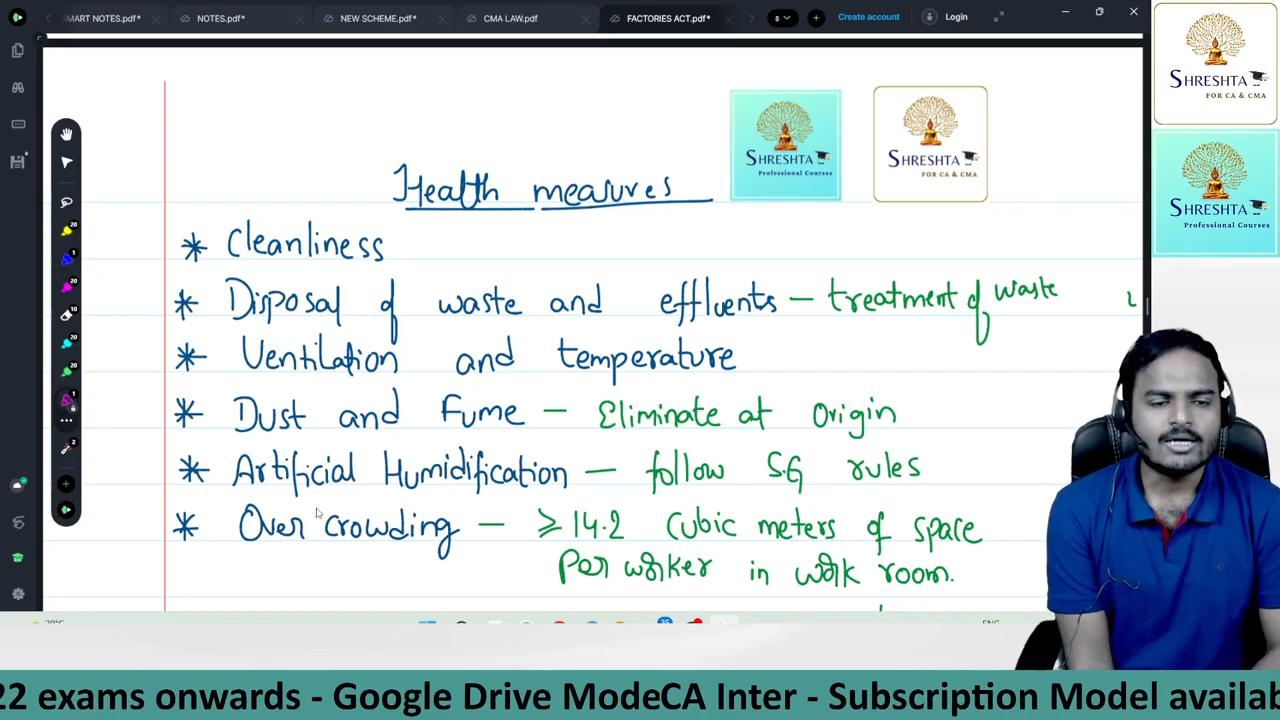 SMART NOTES.pdf*
NOTES.pdf*
NEW SCHEME.pdf*
CMA LAW.pdf
FACTORIES ACT.pdf*
8
Create account
Login
SHRESHTA
FOR CA & CMA
SHRESHTA
Professional Courses
SHRESHTA
Professional Courses
SHRESHTA
FOR CA & CMA
Health measures
* Cleanliness
* Disposal of waste and effluents — treatment of waste
* Ventilation and temperature
* Dust and Fume — Eliminate at Origin
* Artificial Humidification — follow S.G rules
* Over crowding — ≥ 14.2 Cubic meters of space
Per worker in work room.
ENG
22 exams onwards - Google Drive ModeCA Inter - Subscription Model availab